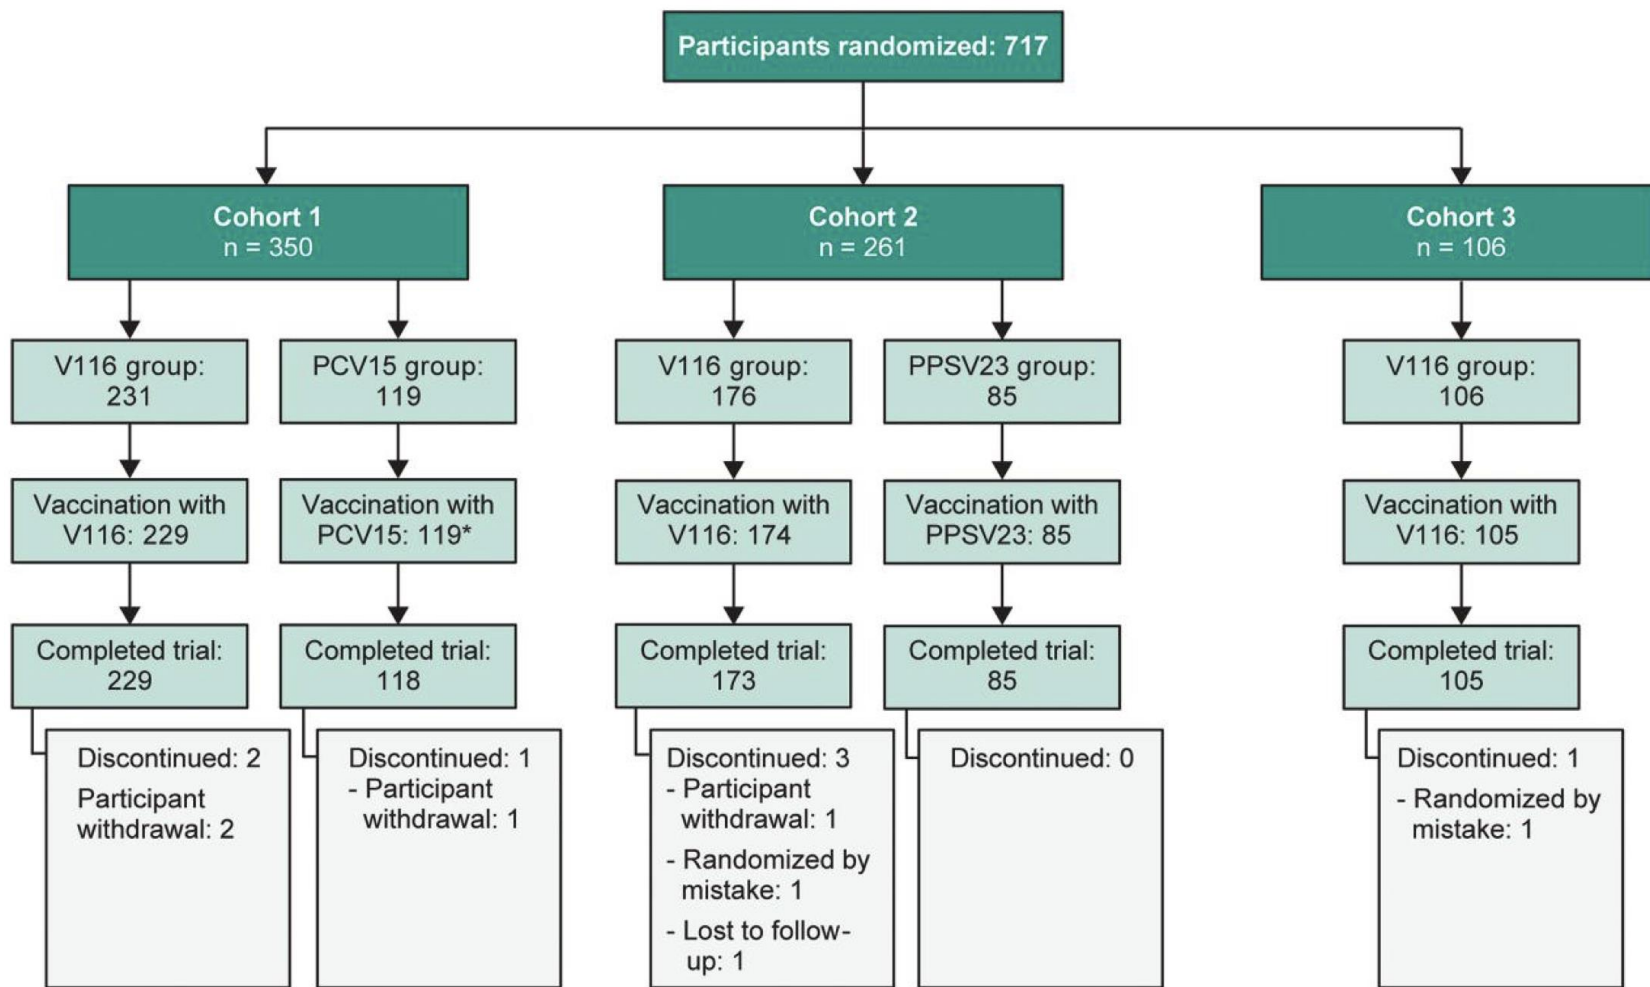 Participants randomized: 717
Cohort 1
n = 350
Cohort 2
n = 261
Cohort 3
n = 106
V116 group:
231
PCV15 group:
119
V116 group:
176
PPSV23 group:
85
V116 group:
106
Vaccination with
V116: 229
Vaccination with
PCV15: 119*
Vaccination with
V116: 174
Vaccination with
PPSV23: 85
Vaccination with
V116: 105
Completed trial:
229
Completed trial:
118
Completed trial:
173
Completed trial:
85
Completed trial:
105
Discontinued: 2
Participant
withdrawal: 2
Discontinued: 1
- Participant
withdrawal: 1
Discontinued: 3
- Participant
withdrawal: 1
- Randomized by
mistake: 1
- Lost to follow-
up: 1
Discontinued: 0
Discontinued: 1
- Randomized by
mistake: 1